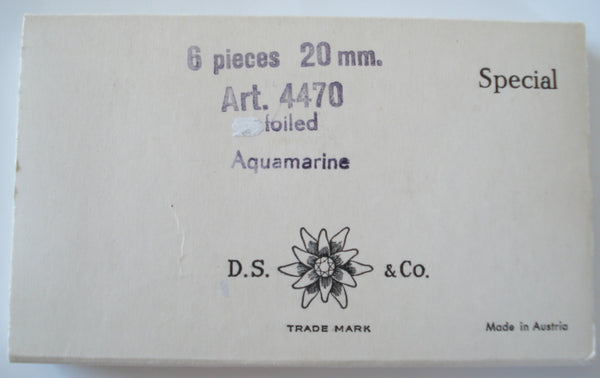 6 pieces 20 mm.
Special
Art. 4470
foiled
Aquamarine
D.S. & Co.
TRADE MARK
Made in Austria